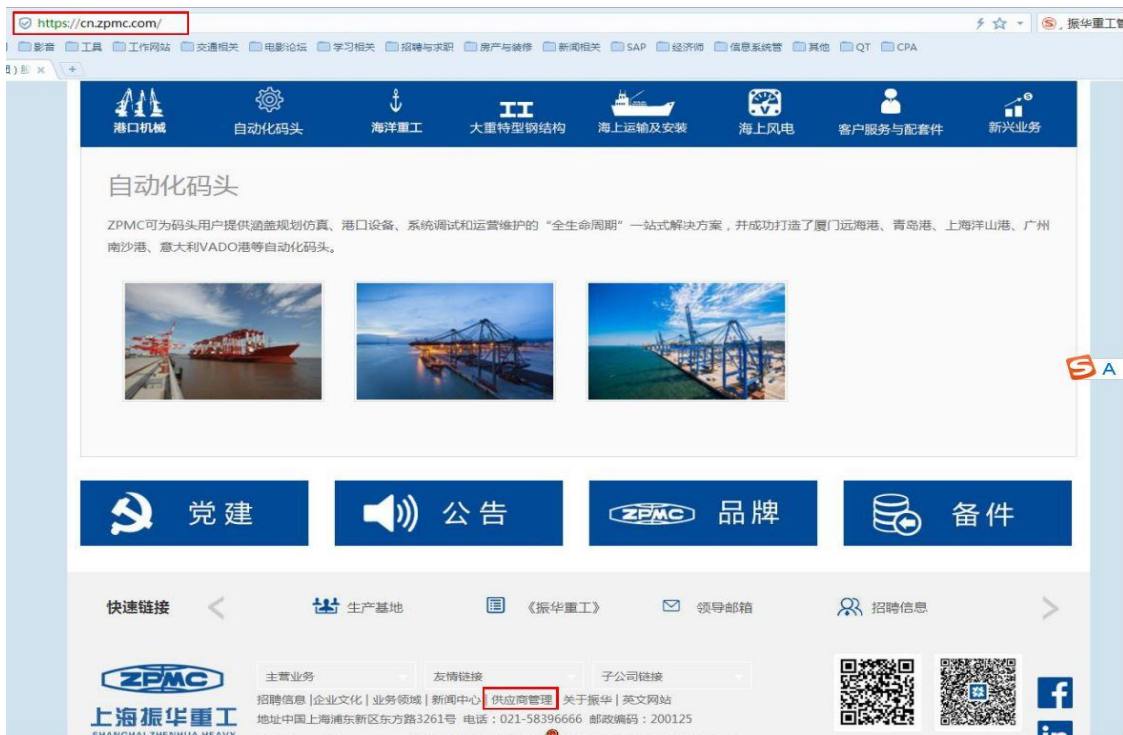 https://cn.zpmc.com/
振华重工管
影音 工具 工作网站 交通相关 电影论坛 学习相关 招聘与求职 房产与装修 新闻相关 SAP 经济师 信息系统管 其他 QT CPA
港口机械 自动化码头 海洋重工 大重特型钢结构 海上运输及安装 海上风电 客户服务与配套件 新兴业务
自动化码头
ZPMC可为码头用户提供涵盖规划仿真、港口设备、系统调试和运营维护的“全生命周期”一站式解决方案，并成功打造了厦门远海港、青岛港、上海洋山港、广州
南沙港、意大利VADO港等自动化码头。
S A
党建 公告 ZPMC 品牌 备件
快速链接 生产基地 《振华重工》 领导邮箱 招聘信息
ZPMC
主营业务 友情链接 子公司链接
招聘信息 |企业文化 | 业务领域 | 新闻中心 | 供应商管理 | 关于振华 | 英文网站
上海振华重工
地址中国上海浦东新区东方路3261号 电话：021-58396666 邮政编码：200125
SHANGHAI ZHENHUA HEAVY
f
in